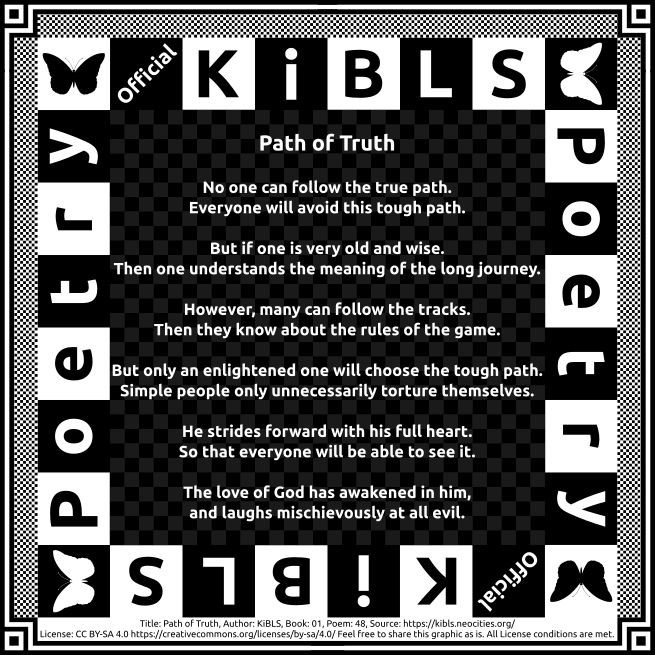 Official KiBLS
Poetry
Poetry
Path of Truth
No one can follow the true path.
Everyone will avoid this tough path.
But if one is very old and wise.
Then one understands the meaning of the long journey.
However, many can follow the tracks.
Then they know about the rules of the game.
But only an enlightened one will choose the tough path.
Simple people only unnecessarily torture themselves.
He strides forward with his full heart.
So that everyone will be able to see it.
The love of God has awakened in him,
and laughs mischievously at all evil.
Official KiBLS
Title: Path of Truth, Author: KiBLS, Book: 01, Poem: 48, Source: https://kibls.neocities.org/
License: CC BY-SA 4.0 https://creativecommons.org/licenses/by-sa/4.0/ Feel free to share this graphic as is. All License conditions are met.